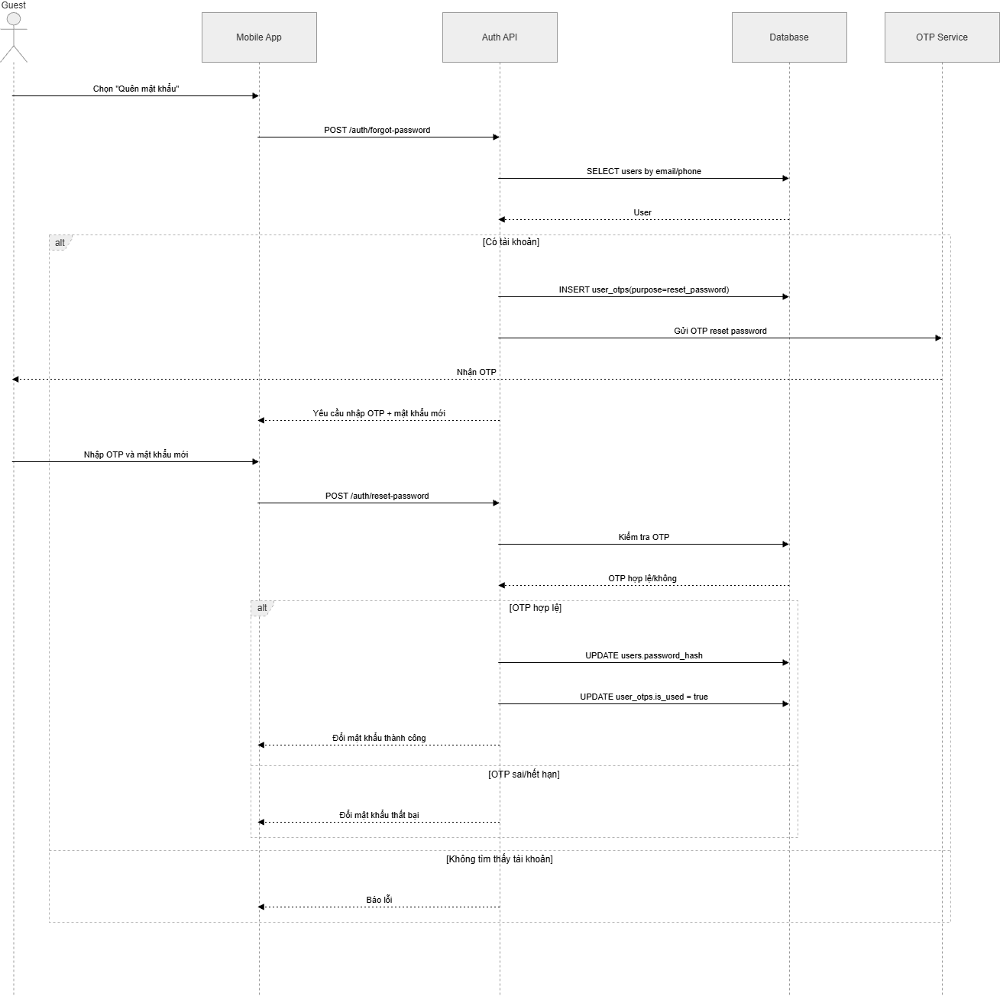 Guest
Mobile App
Auth API
Database
OTP Service
Chọn "Quên mật khẩu"
POST /auth/forgot-password
SELECT users by email/phone
User
alt
[Có tài khoản]
INSERT user_otps(purpose=reset_password)
Gửi OTP reset password
Nhận OTP
Yêu cầu nhập OTP + mật khẩu mới
Nhập OTP và mật khẩu mới
POST /auth/reset-password
Kiểm tra OTP
OTP hợp lệ/không
alt
[OTP hợp lệ]
UPDATE users.password_hash
UPDATE user_otps.is_used = true
Đổi mật khẩu thành công
[OTP sai/hết hạn]
Đổi mật khẩu thất bại
[Không tìm thấy tài khoản]
Báo lỗi